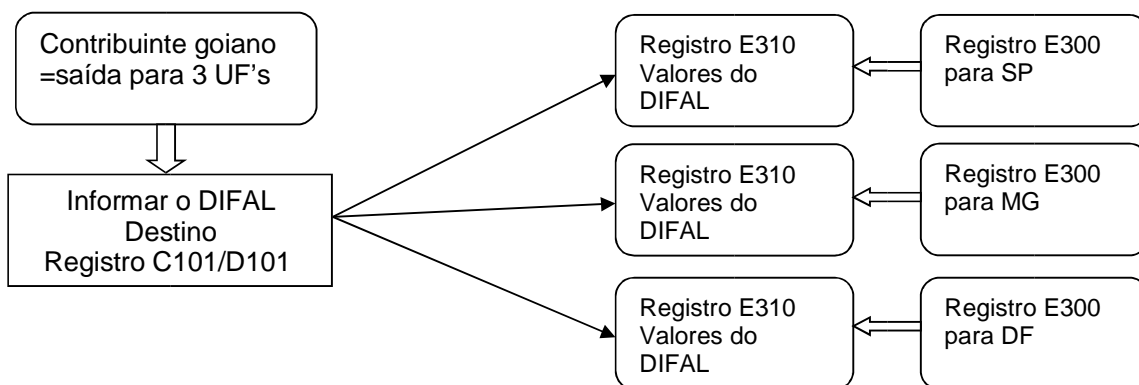 Contribuinte goiano
=saída para 3 UF's
Informar o DIFAL
Destino
Registro C101/D101
Registro E310
Valores do
DIFAL
Registro E300
para SP
Registro E310
Valores do
DIFAL
Registro E300
para MG
Registro E310
Valores do
DIFAL
Registro E300
para DF